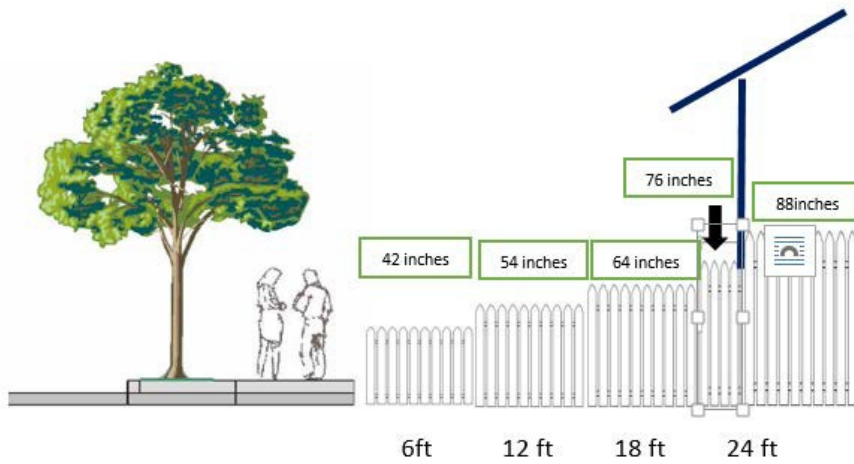 76 inches
88inches
42 inches
54 inches
64 inches
6ft
12 ft
18 ft
24 ft